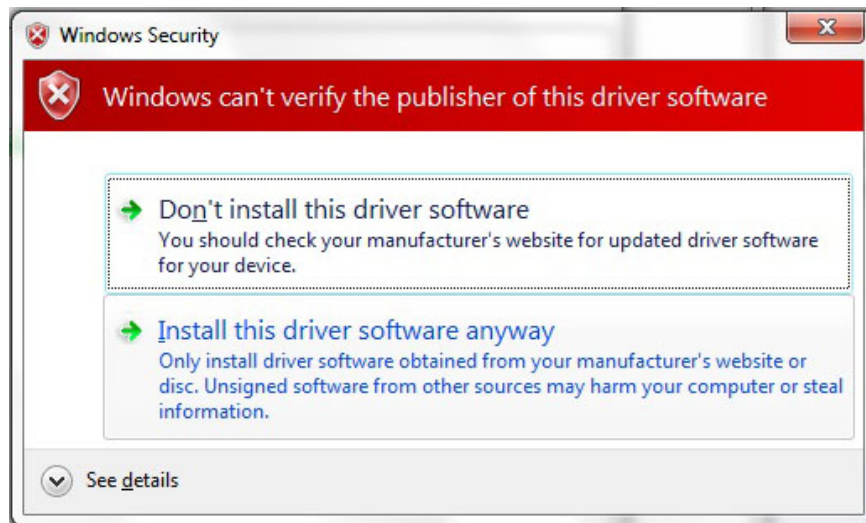 Windows Security
Windows can't verify the publisher of this driver software
Don't install this driver software
You should check your manufacturer's website for updated driver software
for your device.
Install this driver software anyway
Only install driver software obtained from your manufacturer's website or
disc. Unsigned software from other sources may harm your computer or steal
information.
See details